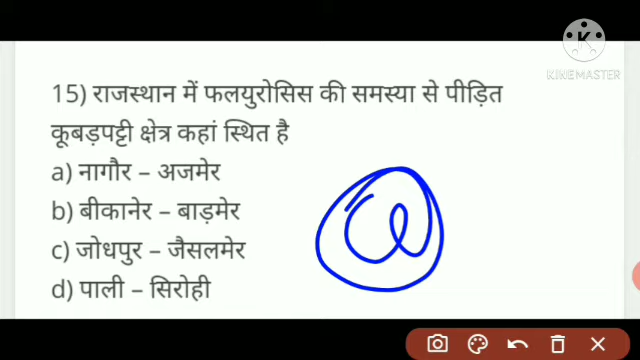 KINEMASTER
15) राजस्थान में फलयुरोसिस की समस्या से पीड़ित
कूबड़पट्टी क्षेत्र कहां स्थित है
a) नागौर – अजमेर
b) बीकानेर – बाड़मेर
c) जोधपुर – जैसलमेर
d) पाली – सिरोही